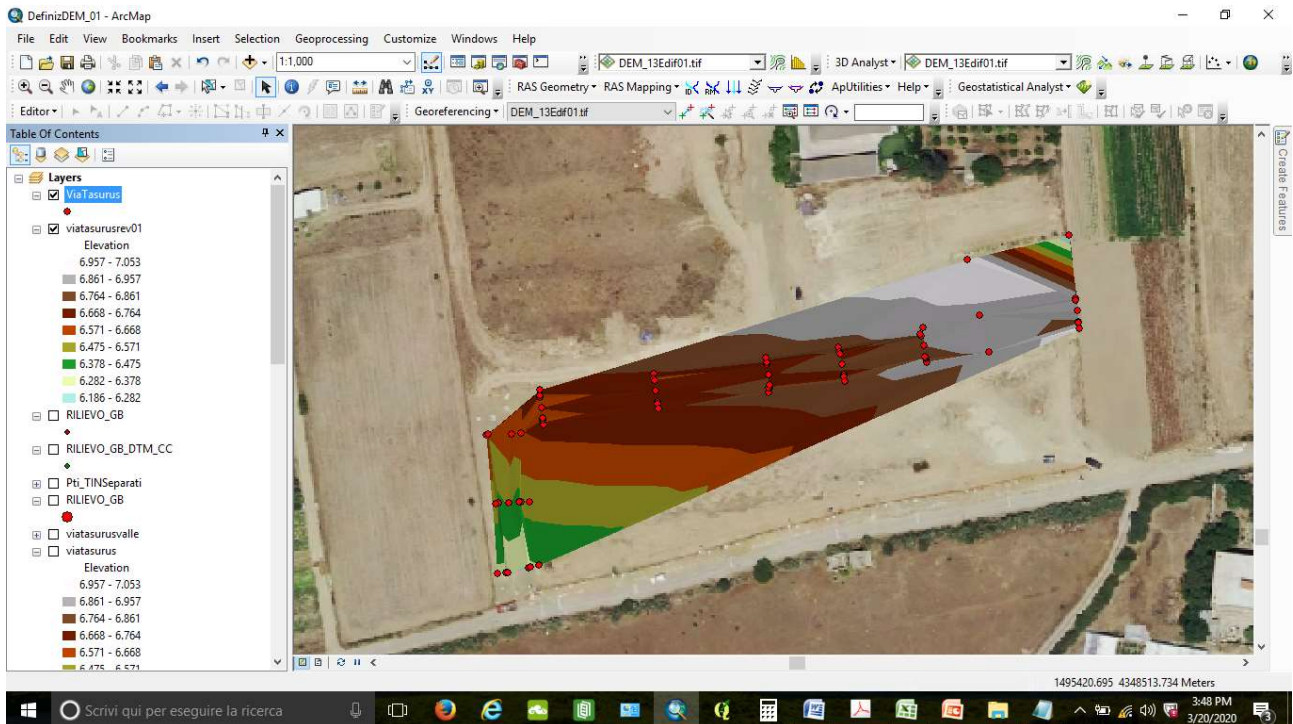 DefinizDEM_01 - ArcMap
File Edit View Bookmarks Insert Selection Geoprocessing Customize Windows Help
1:1,000 DEM_13Edif01.tif 3D Analyst DEM_13Edif01.tif
RAS Geometry RAS Mapping ApUtilities Help Geostatistical Analyst
Editor Georeferencing DEM_13Edif01.tif
Table Of Contents
Create Features
Layers
ViaTasurus
viatasurusrev01
Elevation
6.957 - 7.053
6.861 - 6.957
6.764 - 6.861
6.668 - 6.764
6.571 - 6.668
6.475 - 6.571
6.378 - 6.475
6.282 - 6.378
6.186 - 6.282
RILIEVO_GB
RILIEVO_GB_DTM_CC
Pti_TINSeparati
RILIEVO_GB
viatasurusvalle
viatasurus
Elevation
6.957 - 7.053
6.861 - 6.957
6.764 - 6.861
6.668 - 6.764
6.571 - 6.668
6.475 - 6.571
1495420.695 4348513.734 Meters
Scrivi qui per eseguire la ricerca
3:48 PM
3/20/2020